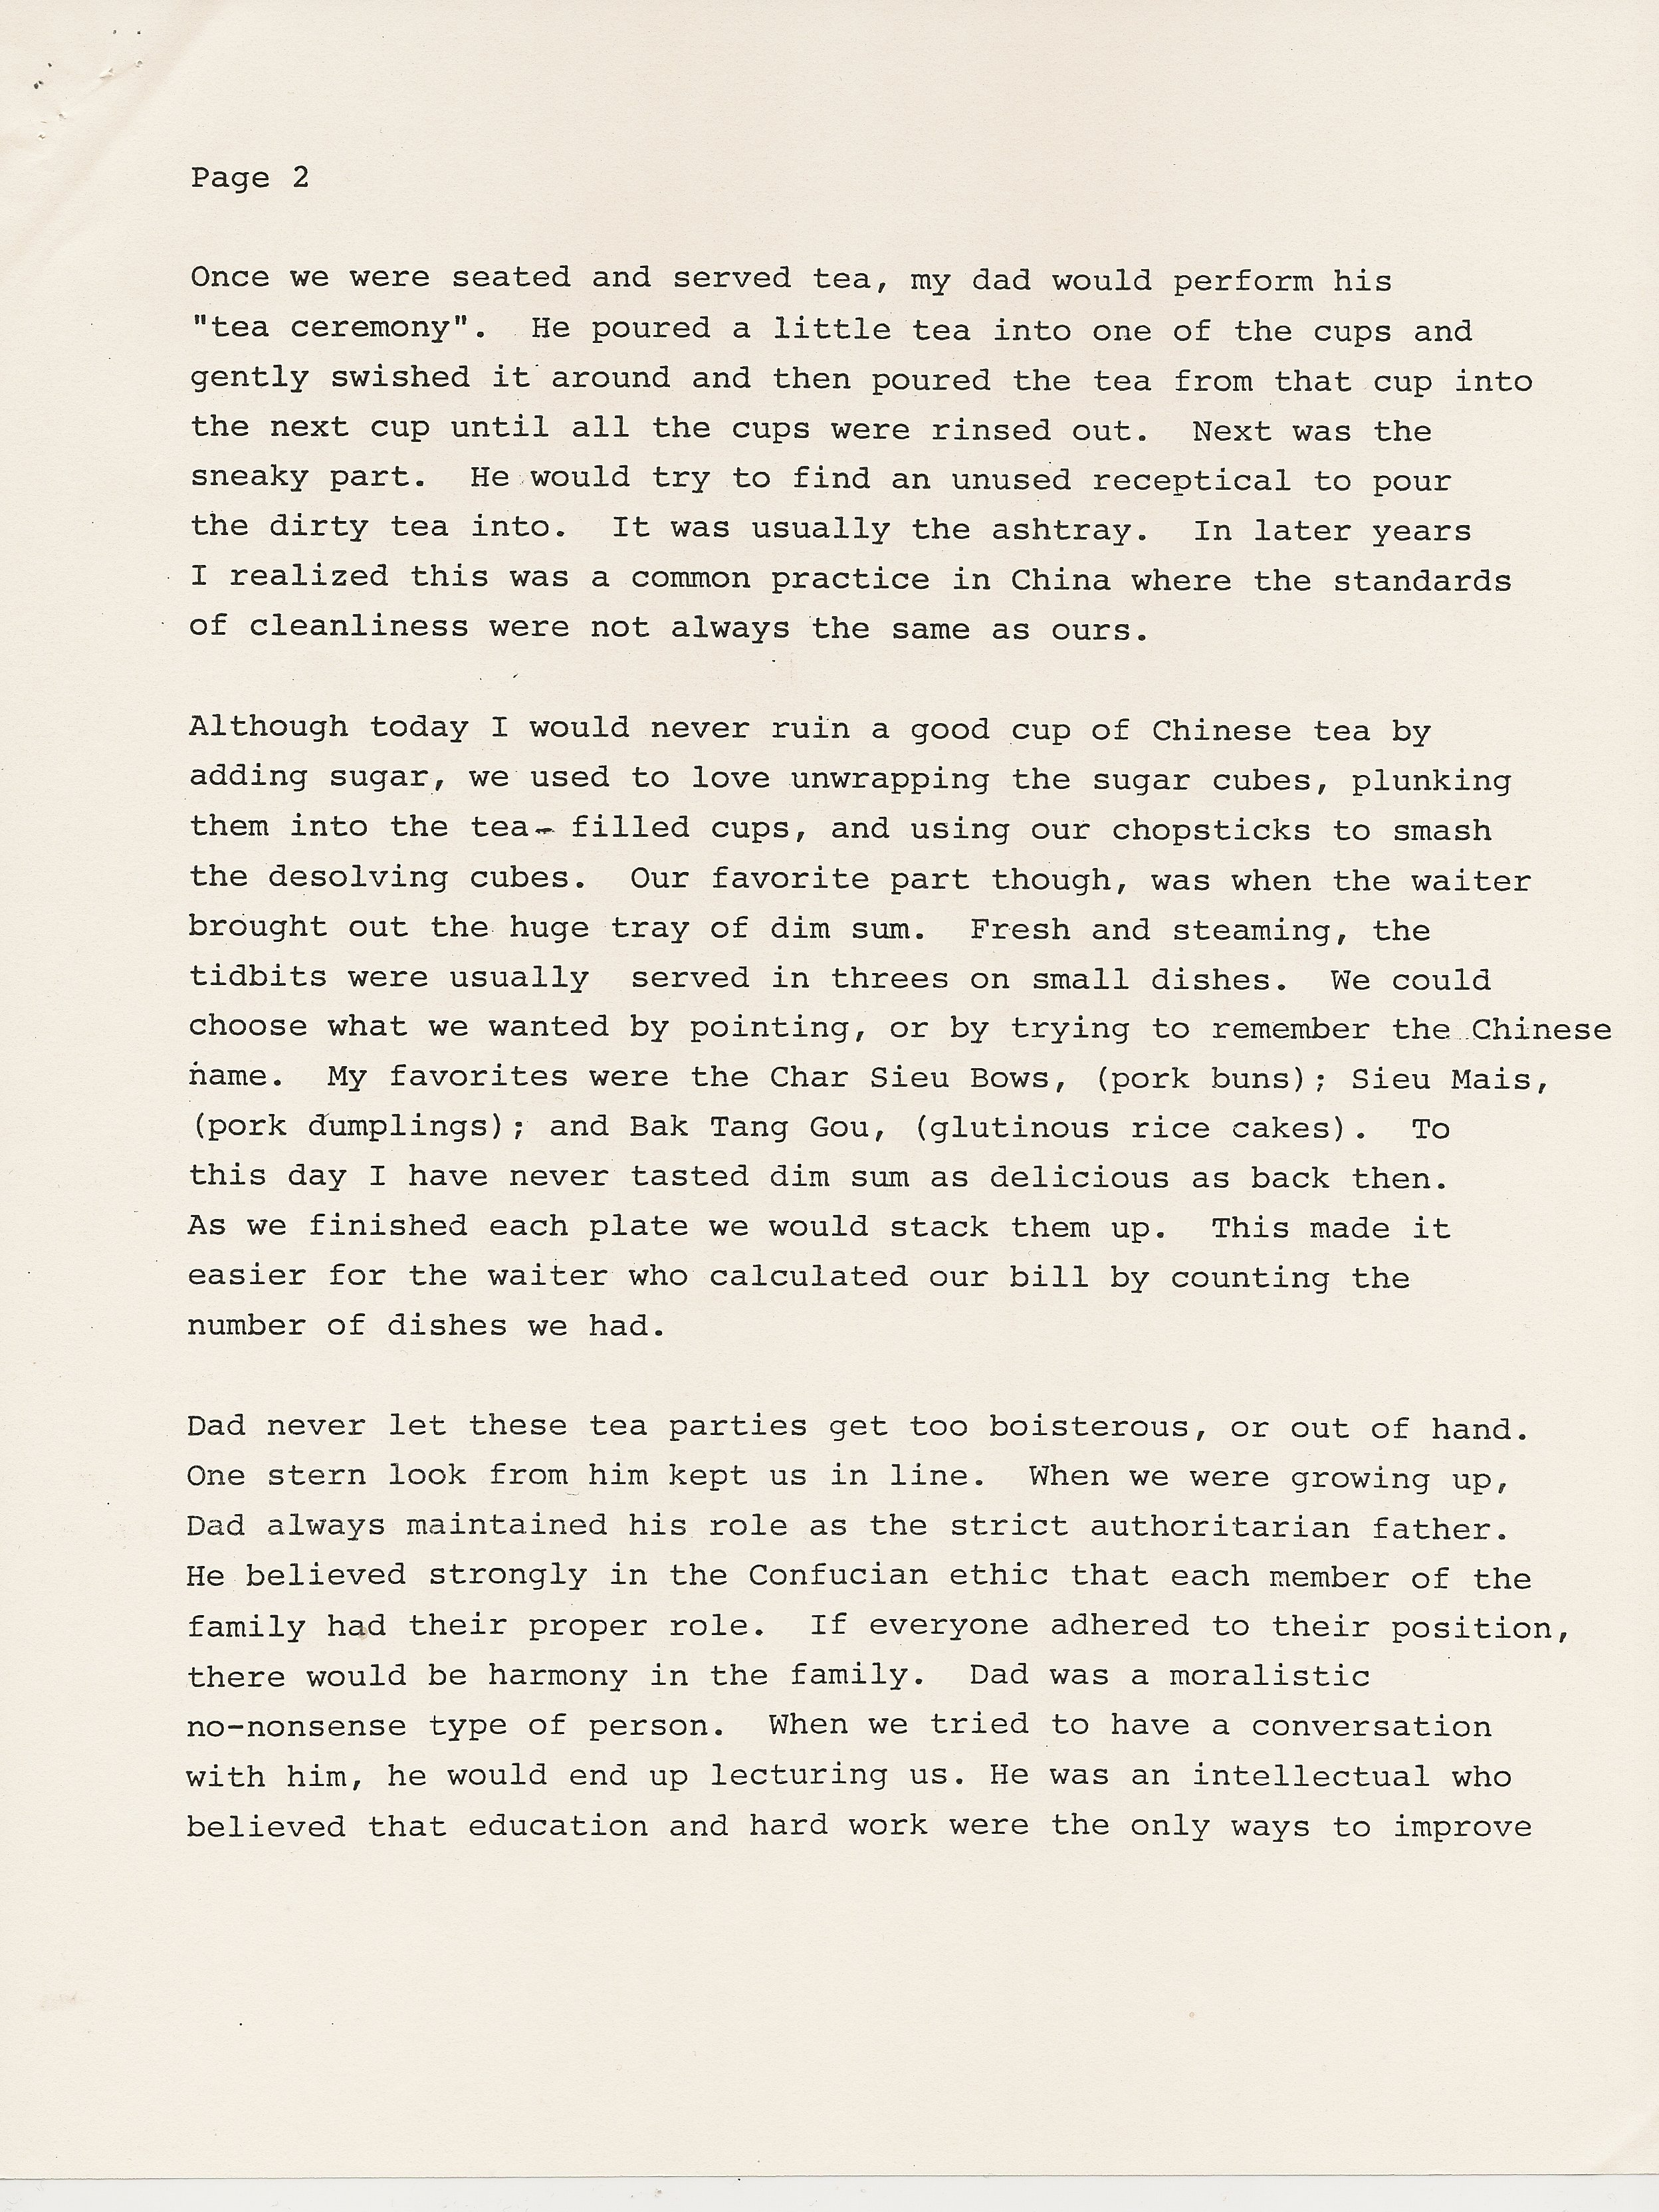 Page 2
Once we were seated and served tea, my dad would perform his
"tea ceremony".  He poured a little tea into one of the cups and
gently swished it around and then poured the tea from that cup into
the next cup until all the cups were rinsed out.  Next was the
sneaky part.  He would try to find an unused receptical to pour
the dirty tea into.  It was usually the ashtray.  In later years
I realized this was a common practice in China where the standards
of cleanliness were not always the same as ours.
Although today I would never ruin a good cup of Chinese tea by
adding sugar, we used to love unwrapping the sugar cubes, plunking
them into the tea- filled cups, and using our chopsticks to smash
the desolving cubes.  Our favorite part though, was when the waiter
brought out the huge tray of dim sum.  Fresh and steaming, the
tidbits were usually  served in threes on small dishes.  We could
choose what we wanted by pointing, or by trying to remember the Chinese
name.  My favorites were the Char Sieu Bows, (pork buns); Sieu Mais,
(pork dumplings); and Bak Tang Gou, (glutinous rice cakes).  To
this day I have never tasted dim sum as delicious as back then.
As we finished each plate we would stack them up.  This made it
easier for the waiter who calculated our bill by counting the
number of dishes we had.
Dad never let these tea parties get too boisterous, or out of hand.
One stern look from him kept us in line.  When we were growing up,
Dad always maintained his role as the strict authoritarian father.
He believed strongly in the Confucian ethic that each member of the
family had their proper role.  If everyone adhered to their position,
there would be harmony in the family.  Dad was a moralistic
no-nonsense type of person.  When we tried to have a conversation
with him, he would end up lecturing us. He was an intellectual who
believed that education and hard work were the only ways to improve